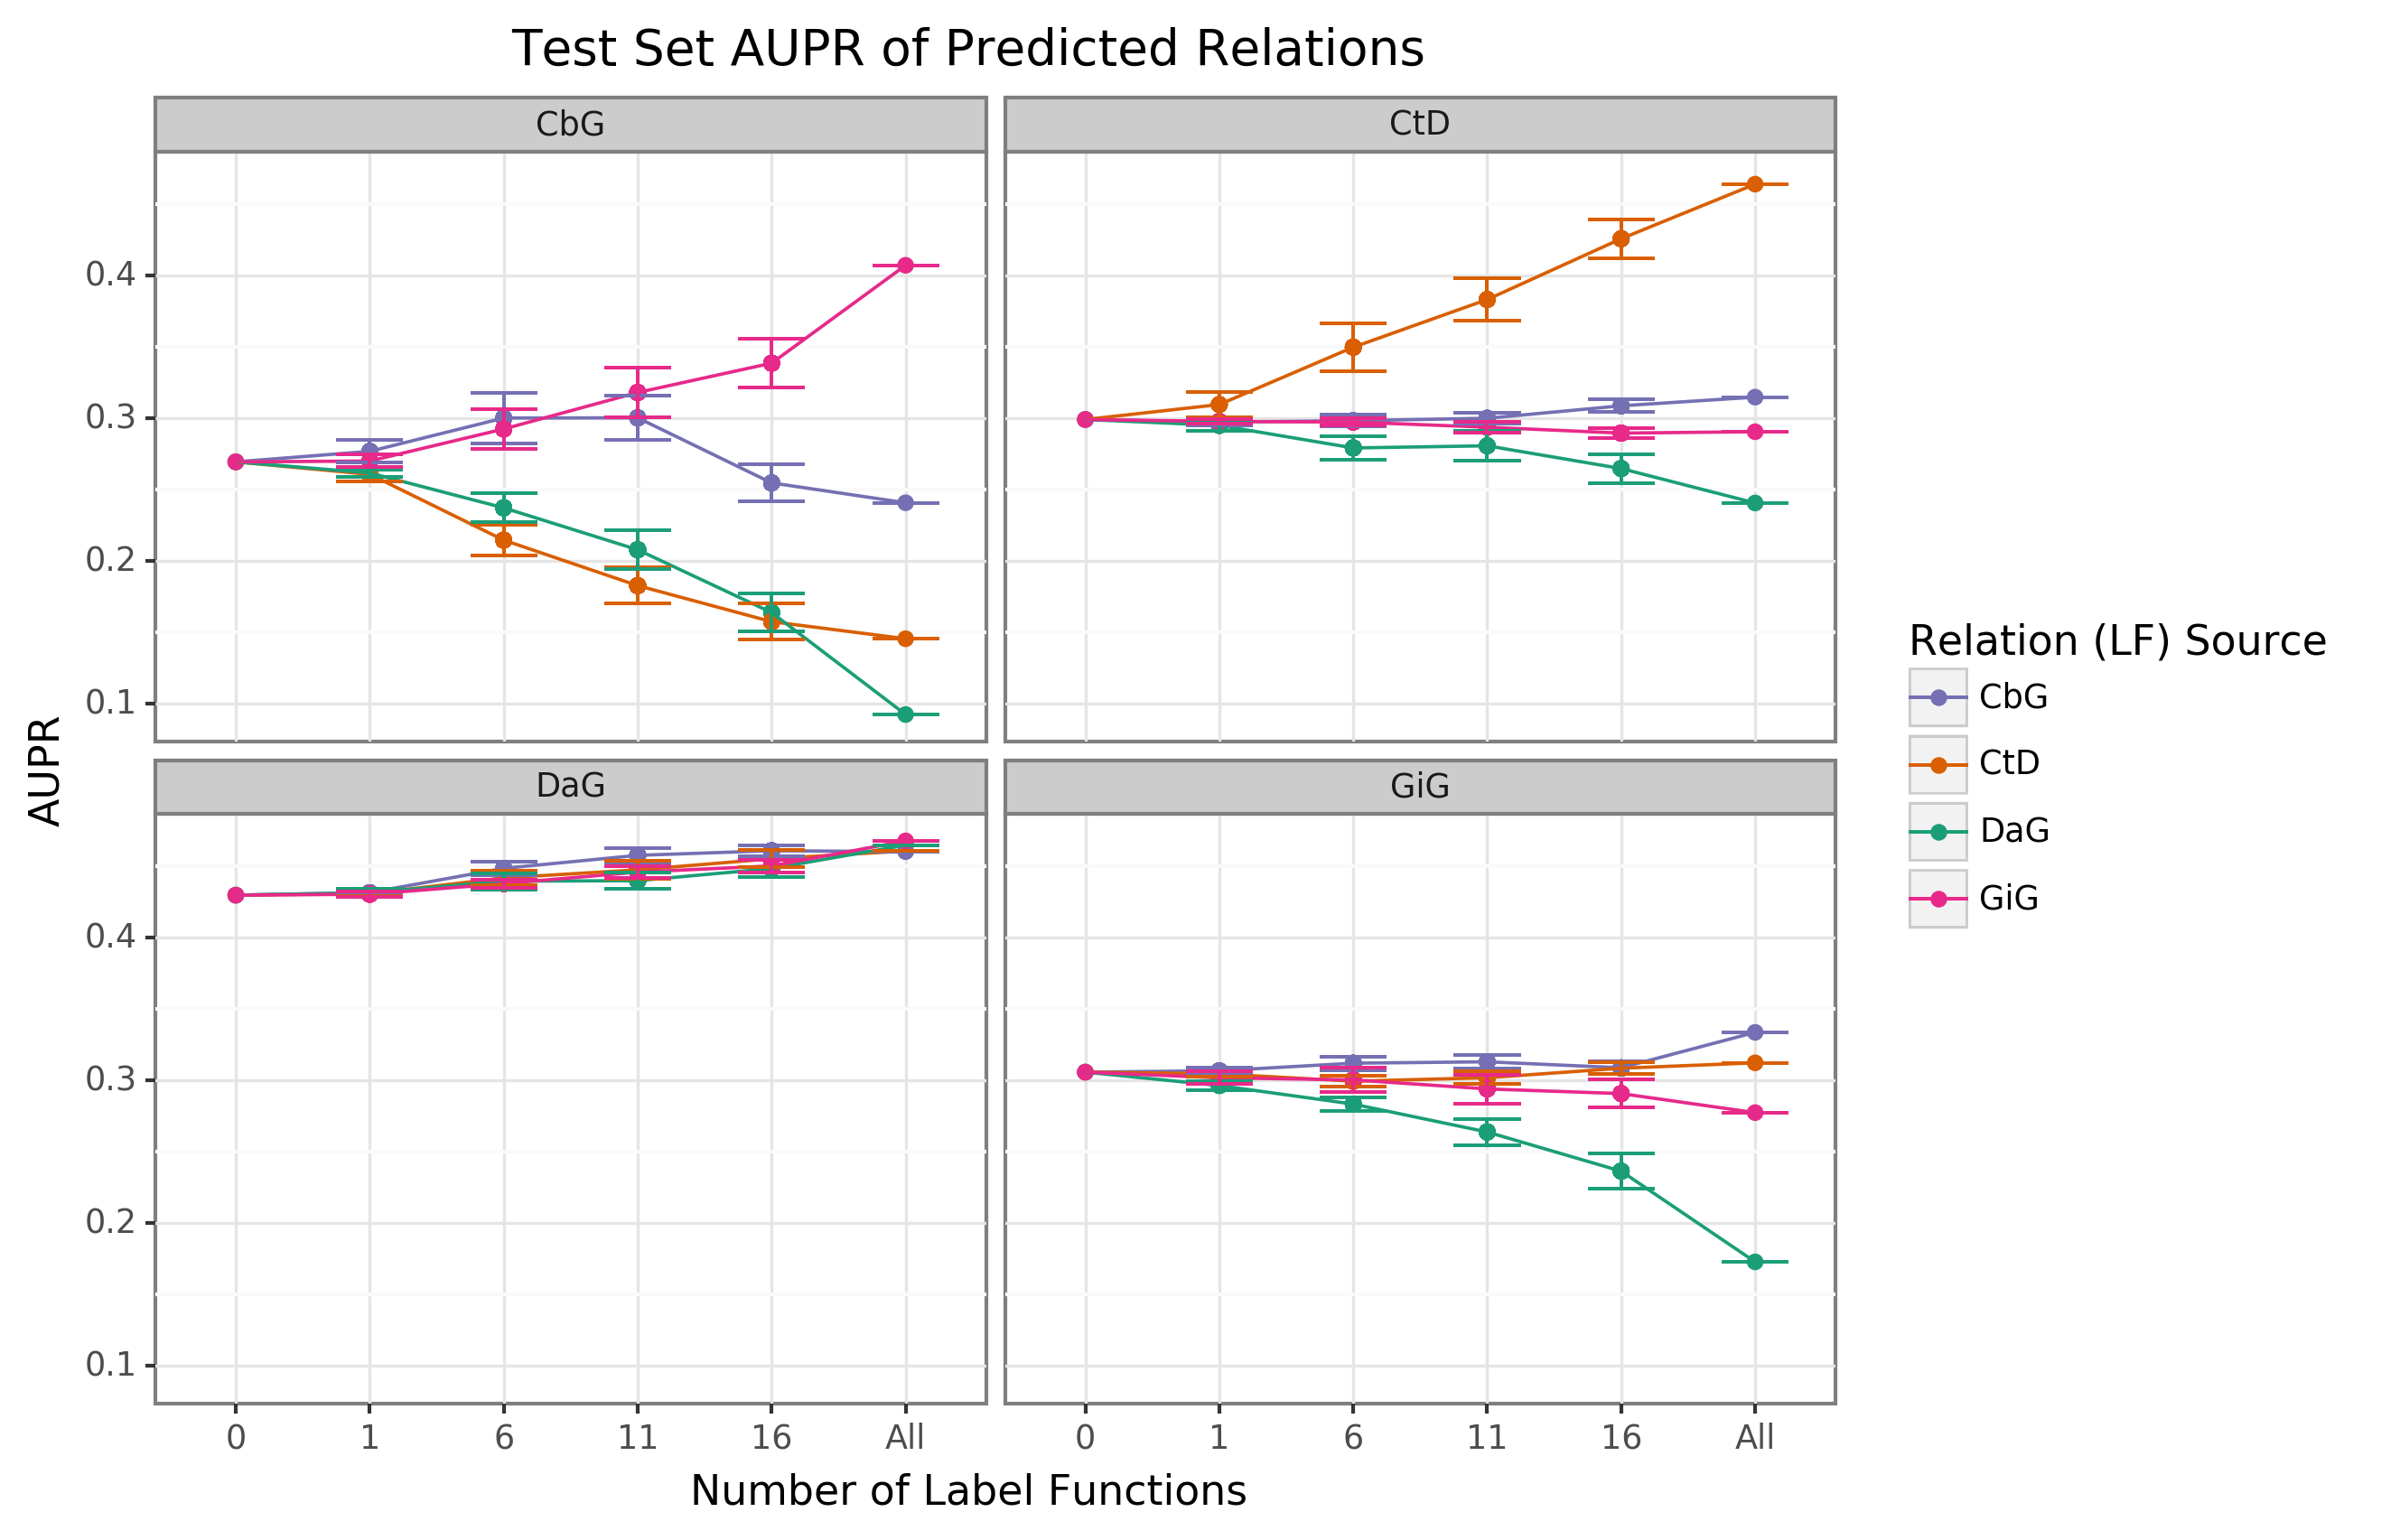 Test Set AUPR of Predicted Relations
CbG
CtD
0.4
0.3
0.2
0.1
AUPR
DaG
GiG
0.4
0.3
0.2
0.1
0 1 6 11 16 All
0 1 6 11 16 All
Number of Label Functions
Relation (LF) Source
CbG
CtD
DaG
GiG